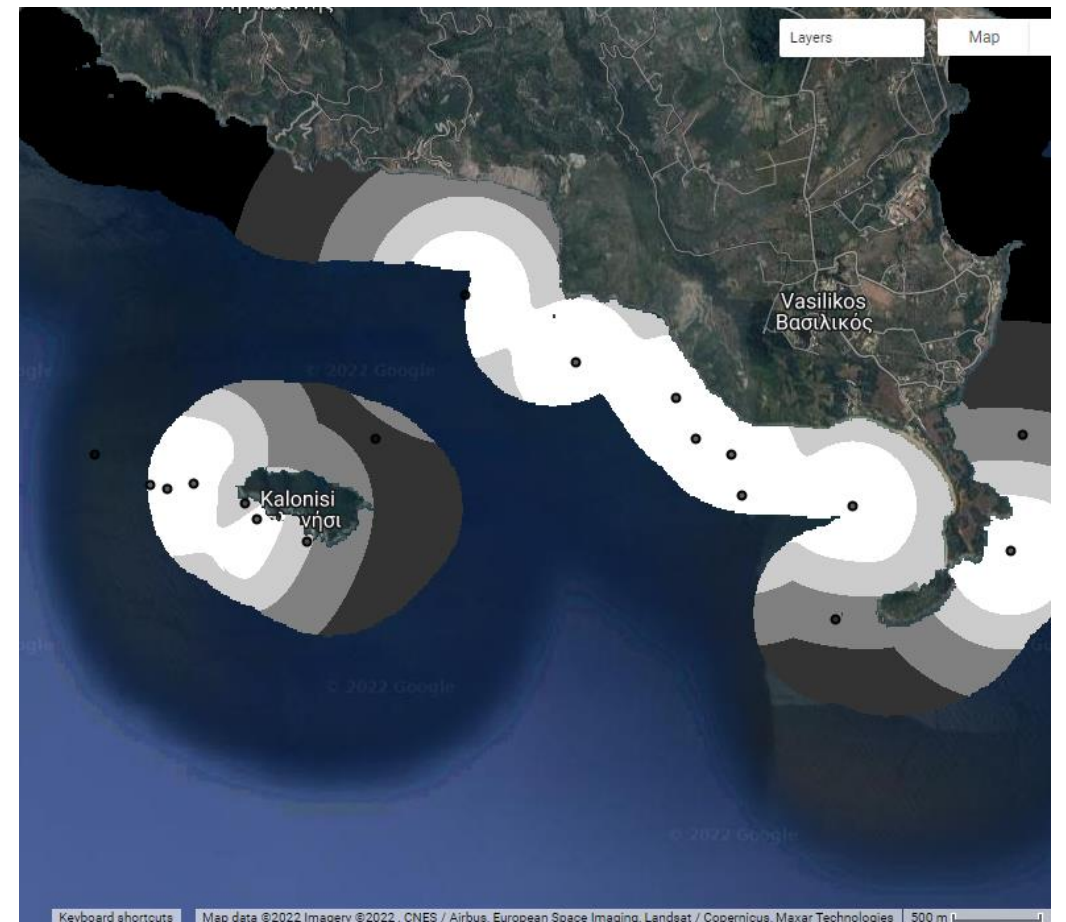 Layers
Map
Vasilikos
Βασιλικός
© 2022 Google
Kalonisi
© 2022 Google
© 2022 Google
Keyboard shortcuts
Map data ©2022 Imagery ©2022 , CNES / Airbus, European Space Imaging, Landsat / Copernicus, Maxar Technologies
500 m